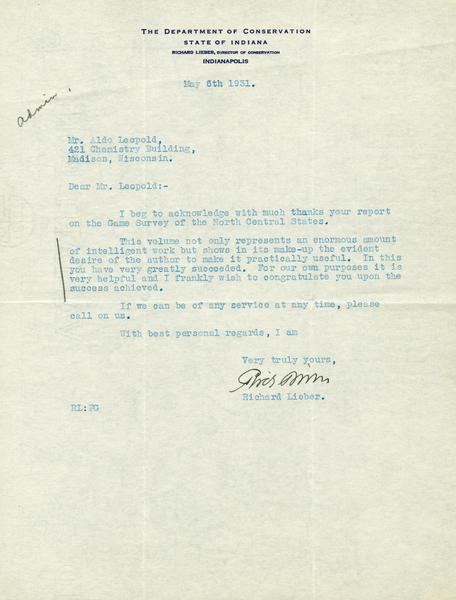 THE DEPARTMENT OF CONSERVATION
STATE OF INDIANA
RICHARD LIEBER, DIRECTOR OF CONSERVATION
INDIANAPOLIS
May 6th 1931.
Admin.
Mr. Aldo Leopold,
421 Chemistry Building,
Madison, Wisconsin.
Dear Mr. Leopold:-
I beg to acknowledge with much thanks your report
on the Game Survey of the North Central States.
This volume not only represents an enormous amount
of intelligent work but shows in its make-up the evident
desire of the author to make it practically useful. In this
you have very greatly succeeded. For our own purposes it is
very helpful and I frankly wish to congratulate you upon the
success achieved.
If we can be of any service at any time, please
call on us.
With best personal regards, I am
Very truly yours,
Richard Lieber.
RL:FG